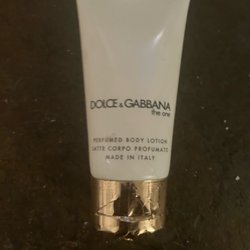 DOLCE & GABBANA
the one
PERFUMED BODY LOTION
LATTE CORPO PROFUMATO
MADE IN ITALY